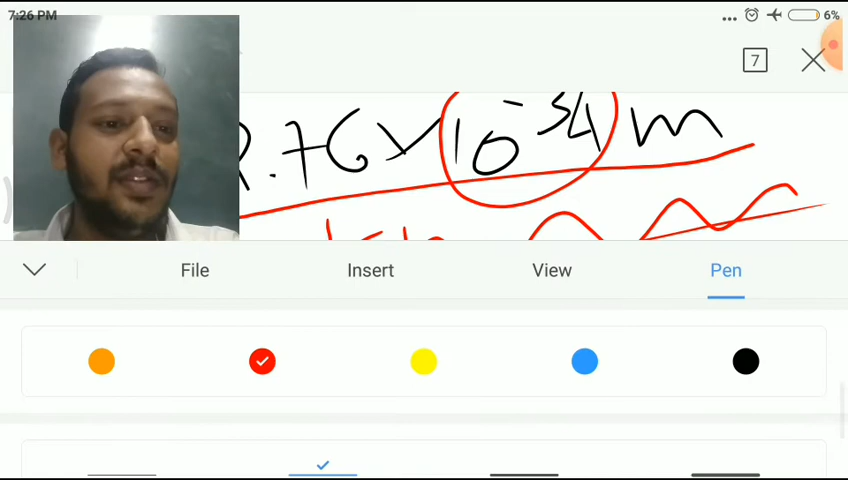 7:26 PM
... 6%
7
.76×10⁻³⁴ m
File Insert View Pen